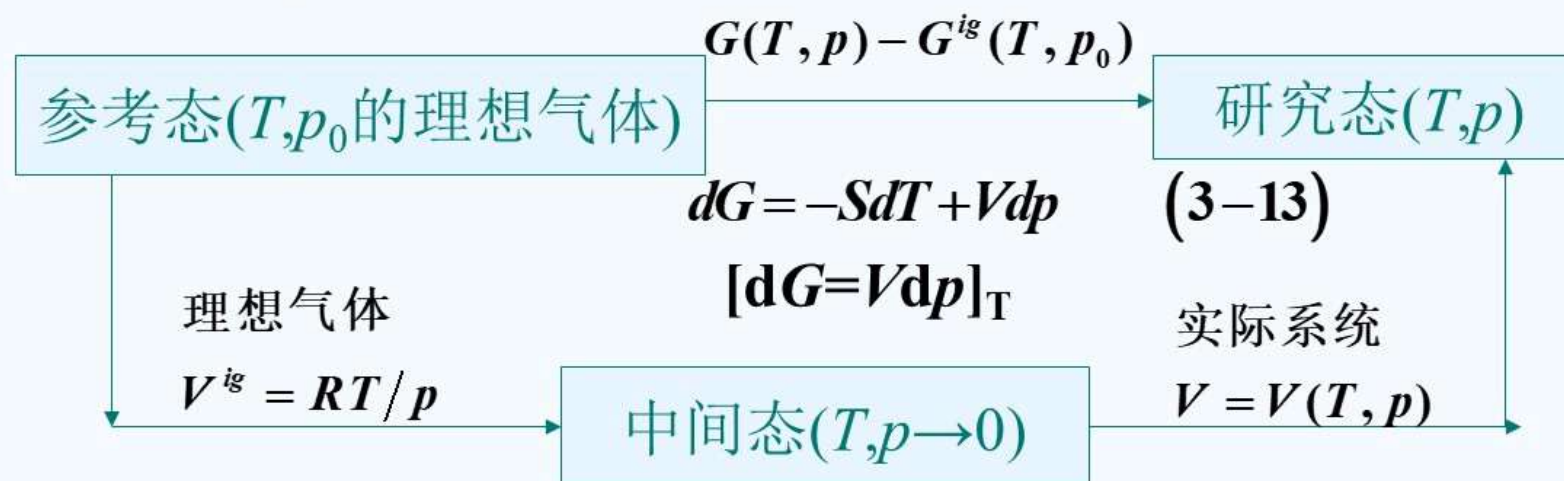 G(T, p) − G^{ig}(T, p₀)
参考态(T,p₀的理想气体)
研究态(T,p)
dG = −SdT + Vdp (3−13)
[dG=Vdp]_T
理想气体
V^{ig} = RT/p
实际系统
V = V(T, p)
中间态(T,p→0)